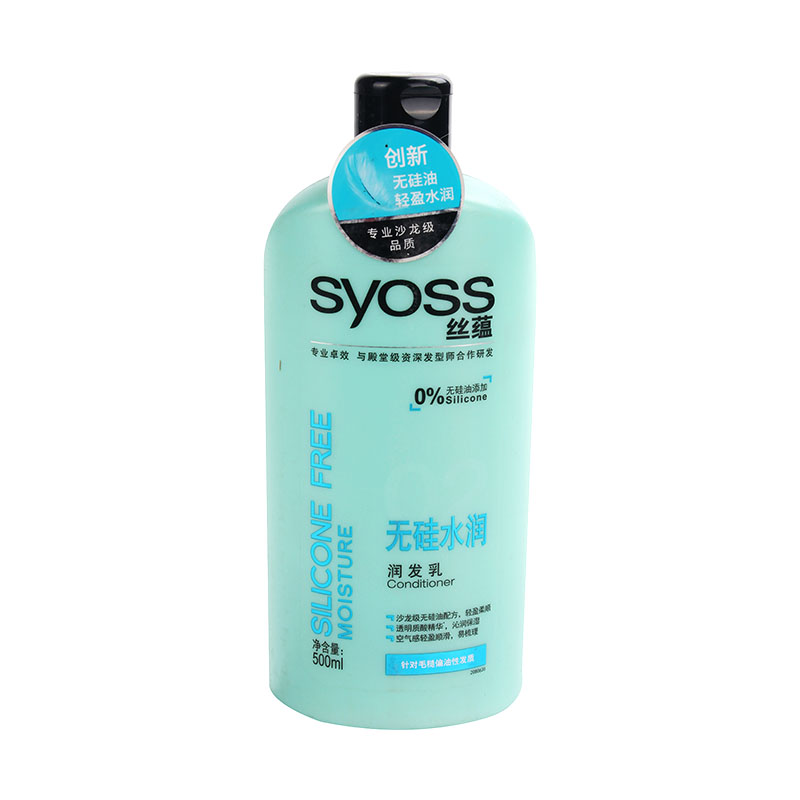 创新
无硅油
轻盈水润
专业沙龙级
品质
syoss
丝蕴
专业卓效 与殿堂级资深发型师合作研发
0% 无硅油添加
Silicone
SILICONE FREE
MOISTURE
无硅水润
润发乳
Conditioner
沙龙级无硅油配方，轻盈柔顺
透明质酸精华*，沁润保湿
空气感轻盈顺滑，易梳理
净含量：
500ml
针对毛糙偏油性发质